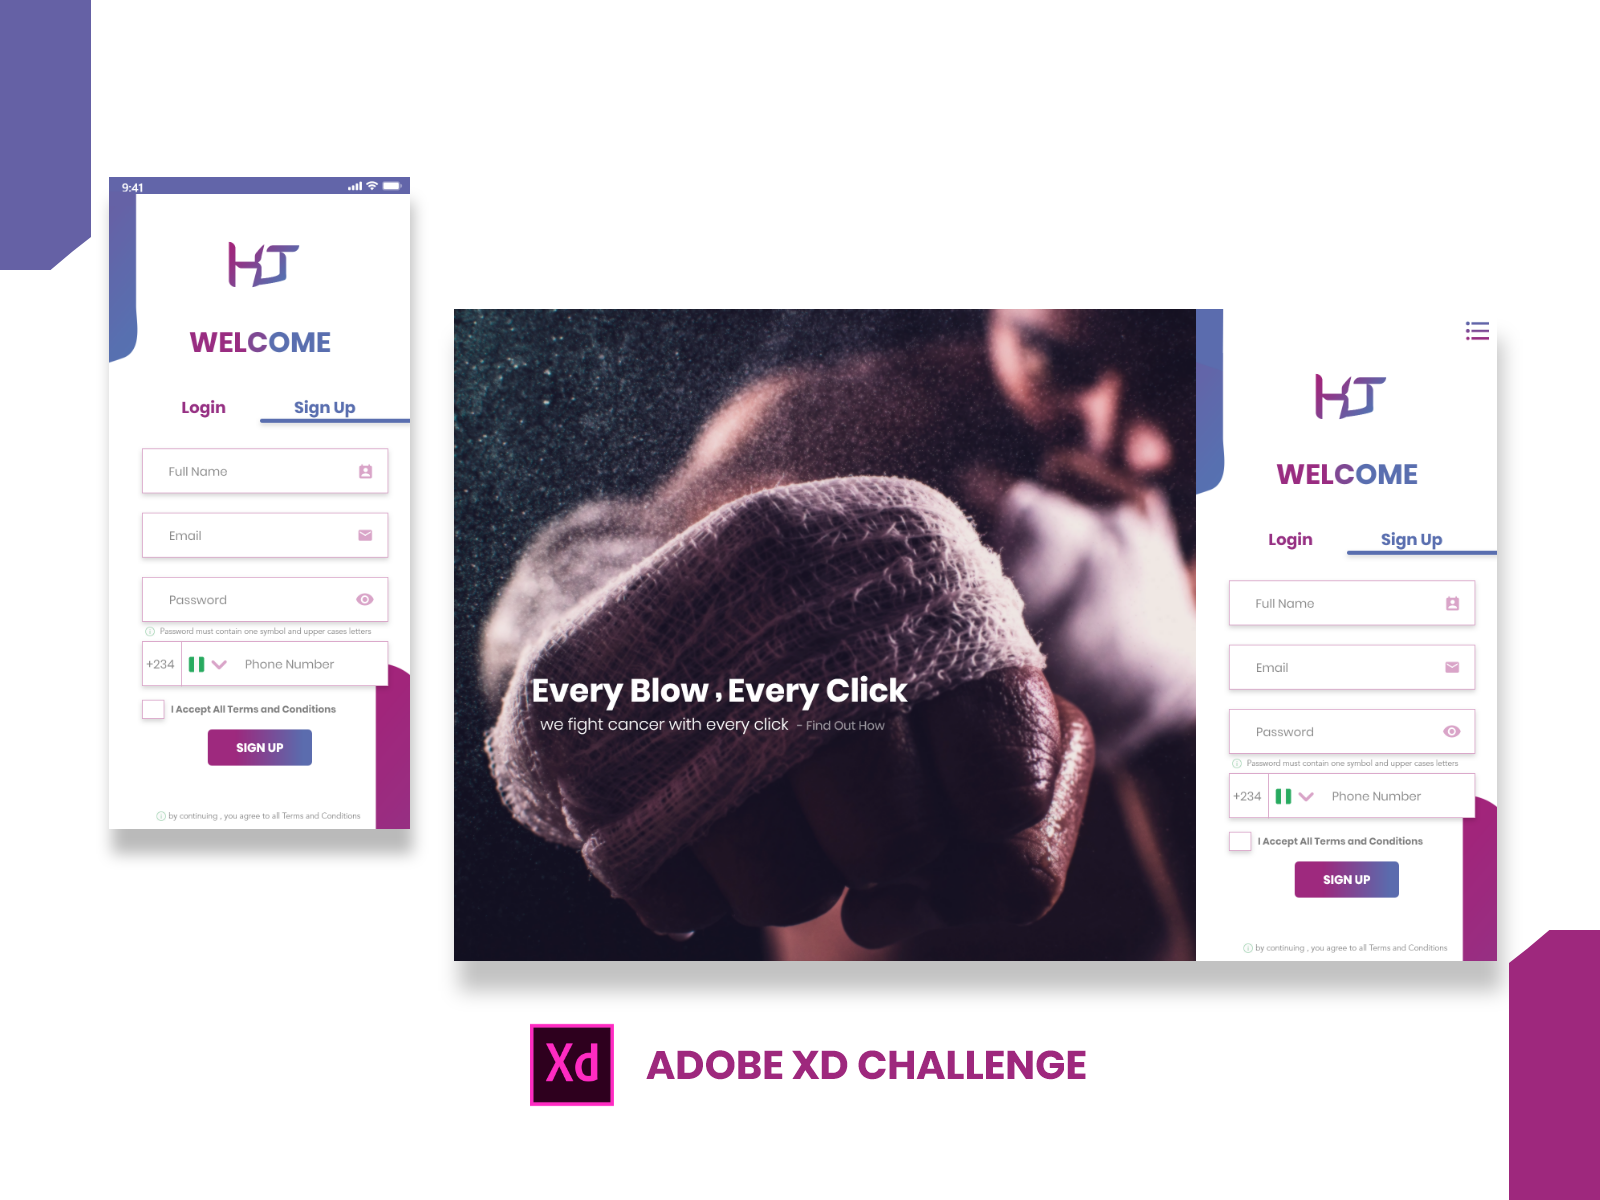 9:41
WELCOME
Login Sign Up
Full Name
Email
Password
Password must contain one symbol and upper cases letters
+234 Phone Number
I Accept All Terms and Conditions
SIGN UP
by continuing , you agree to all Terms and Conditions
Every Blow , Every Click
we fight cancer with every click - Find Out How
WELCOME
Login Sign Up
Full Name
Email
Password
Password must contain one symbol and upper cases letters
+234 Phone Number
I Accept All Terms and Conditions
SIGN UP
by continuing , you agree to all Terms and Conditions
Xd ADOBE XD CHALLENGE